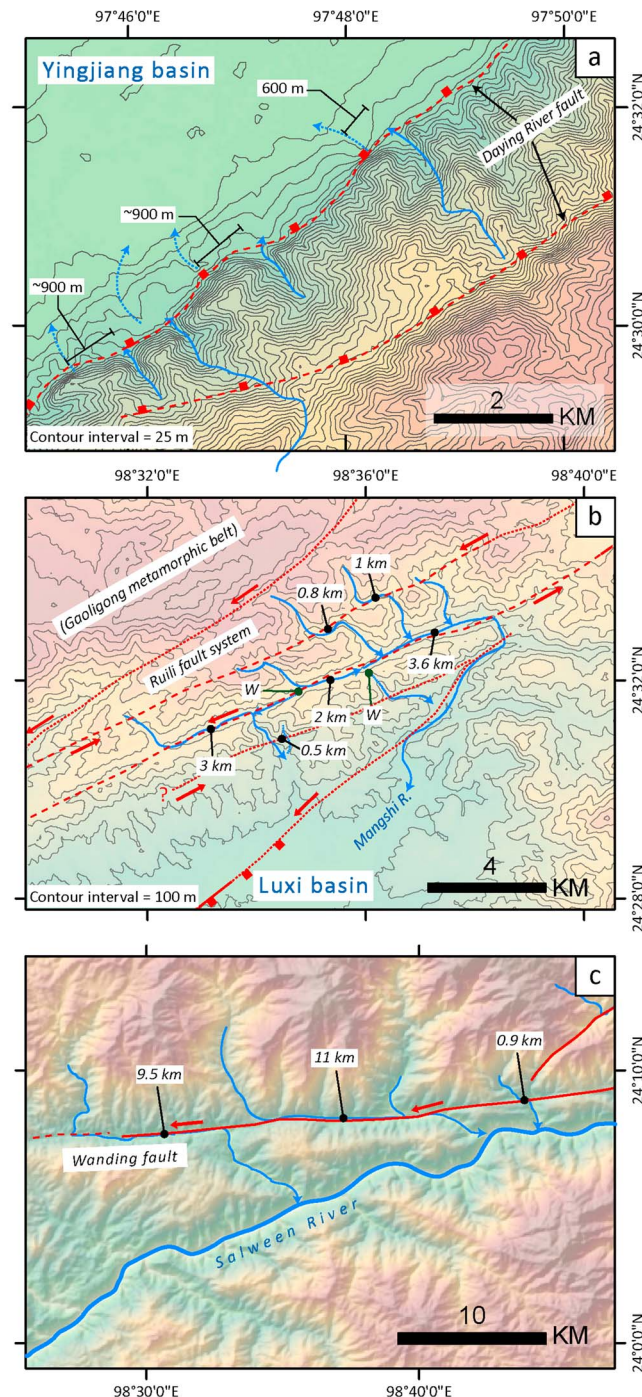 97°46'0"E
97°48'0"E
97°50'0"E
a
Yingjiang basin
600 m
24°32'0"N
Daying River fault
~900 m
~900 m
24°30'0"N
2
KM
Contour interval = 25 m
98°32'0"E
98°36'0"E
98°40'0"E
b
(Gaoligong metamorphic belt)
1 km
0.8 km
Ruili fault system
3.6 km
24°32'0"N
W
W
2 km
3 km
0.5 km
?
Mangshi R.
4
KM
Luxi basin
Contour interval = 100 m
24°28'0"N
c
0.9 km
11 km
9.5 km
24°10'0"N
Wanding fault
Salween River
10
KM
24°0'0"N
98°30'0"E
98°40'0"E